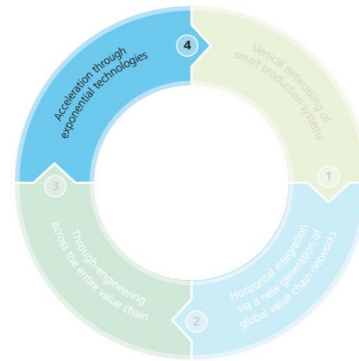 Vertical networking of
smart production systems
1
Horizontal integration
via a new generation of
global value chain networks
2
Through-engineering
across the entire value chain
3
Acceleration through
exponential technologies
4